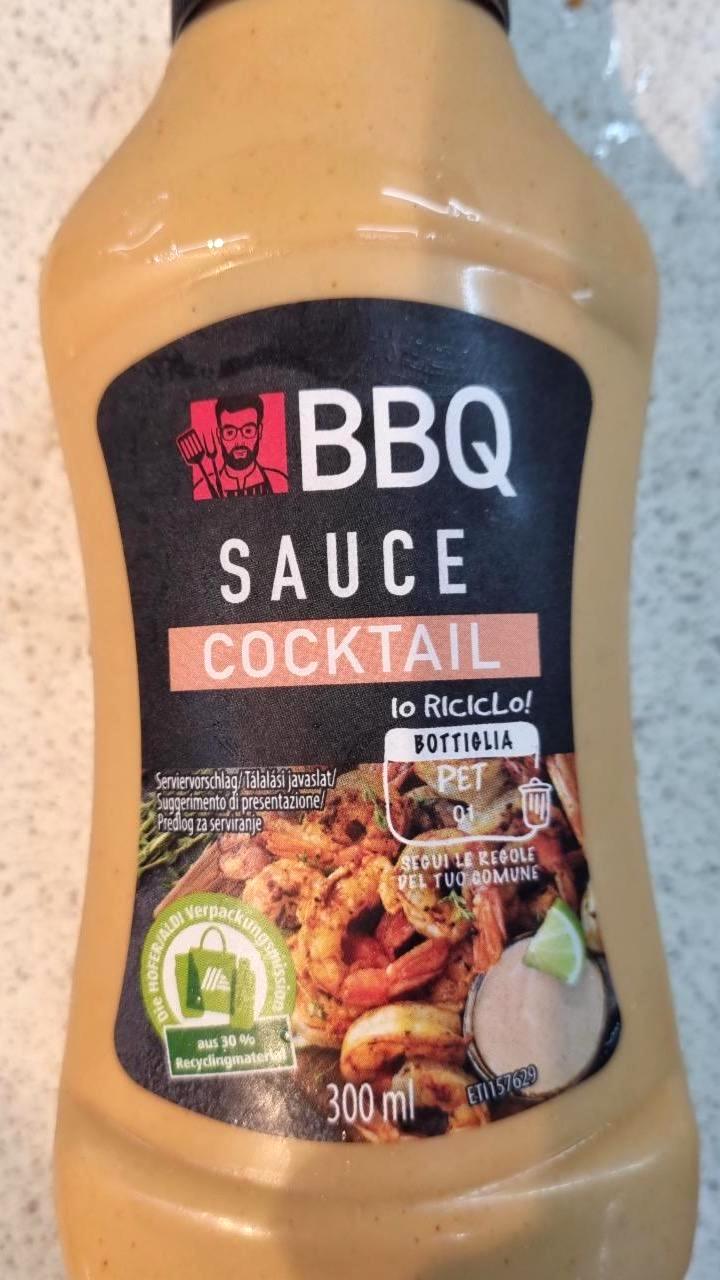 BBQ
SAUCE
COCKTAIL
Io RICICLo!
BOTTIGLIA
PET
01
SEGUI LE REGOLE
DEL TUO COMUNE
Serviervorschlag/Tálalási javaslat/
Suggerimento di presentazione/
Predlog za serviranje
Die HOFER/ALDI Verpackungsmission
aus 30 %
Recyclingmaterial
300 ml
ETI157629